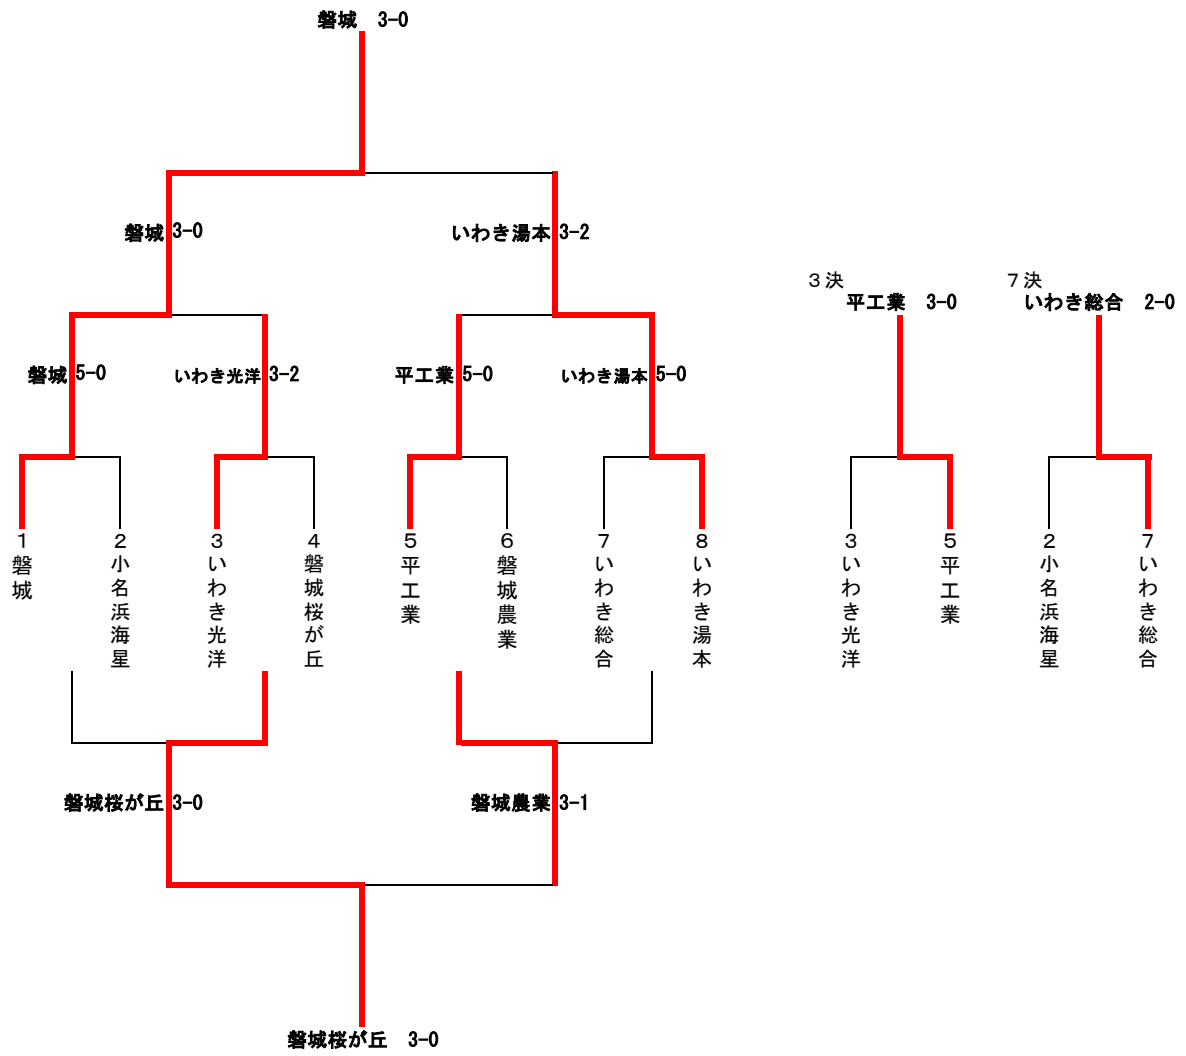 磐城 3-0
磐城 3-0
いわき湯本 3-2
3決
平工業 3-0
7決
いわき総合 2-0
磐城 5-0
いわき光洋 3-2
平工業 5-0
いわき湯本 5-0
1磐城
2小名浜海星
3いわき光洋
4磐城桜が丘
5平工業
6磐城農業
7いわき総合
8いわき湯本
3いわき光洋
5平工業
2小名浜海星
7いわき総合
磐城桜が丘 3-0
磐城農業 3-1
磐城桜が丘 3-0